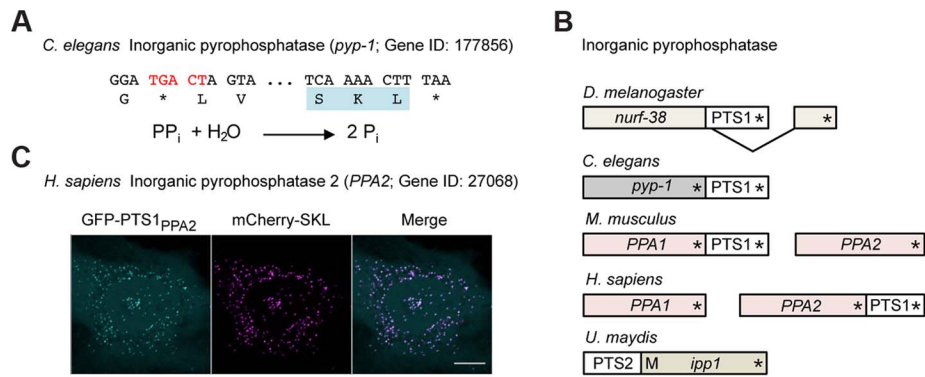 A
C. elegans Inorganic pyrophosphatase (pyp-1; Gene ID: 177856)
GGA TGACTA GTA ... TCA AAA CTT TAA
G * L V S K L *
PPi + H2O → 2 Pi
C
H. sapiens Inorganic pyrophosphatase 2 (PPA2; Gene ID: 27068)
GFP-PTS1PPA2 mCherry-SKL Merge
B
Inorganic pyrophosphatase
D. melanogaster
nurf-38 PTS1* *
C. elegans
pyp-1 * PTS1*
M. musculus
PPA1 * PTS1* PPA2 *
H. sapiens
PPA1 * PPA2 * PTS1*
U. maydis
PTS2 M ipp1 *